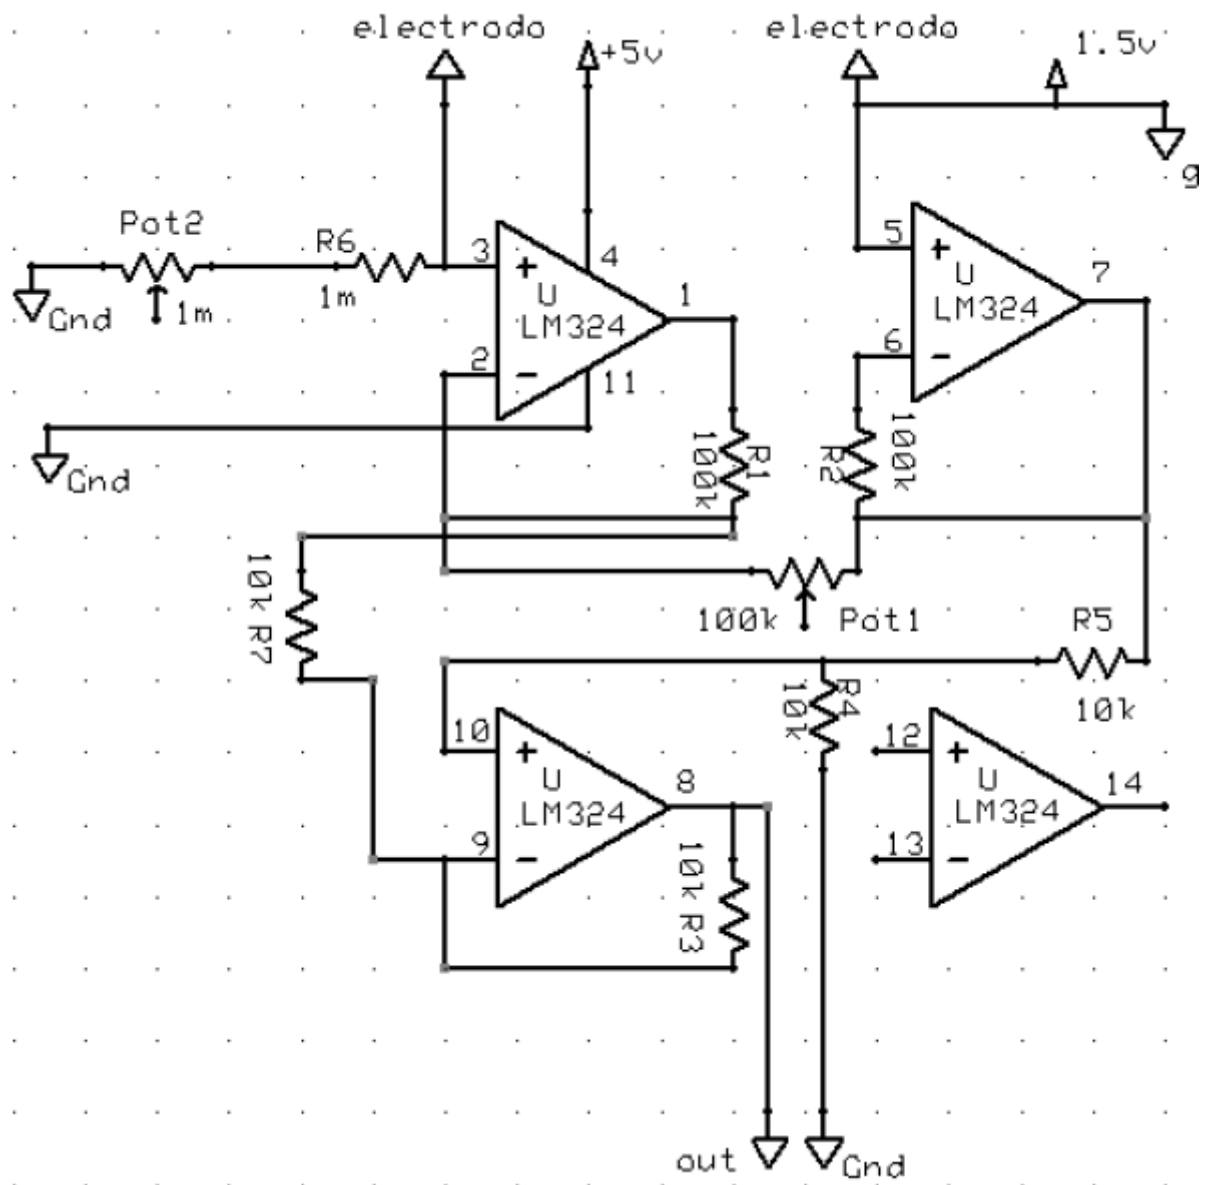 electrodo
electrodo
+5v
1.5v
g
Pot2
R6
3
+
4
5
+
7
Gnd
1m
1m
U
LM324
1
U
LM324
2
-
11
6
-
Gnd
100k
R1
R2
100k
10k R7
100k
Pot1
R5
10k
R4
10k
10
+
U
LM324
8
12
+
U
LM324
14
9
-
13
-
10k R3
out
Gnd